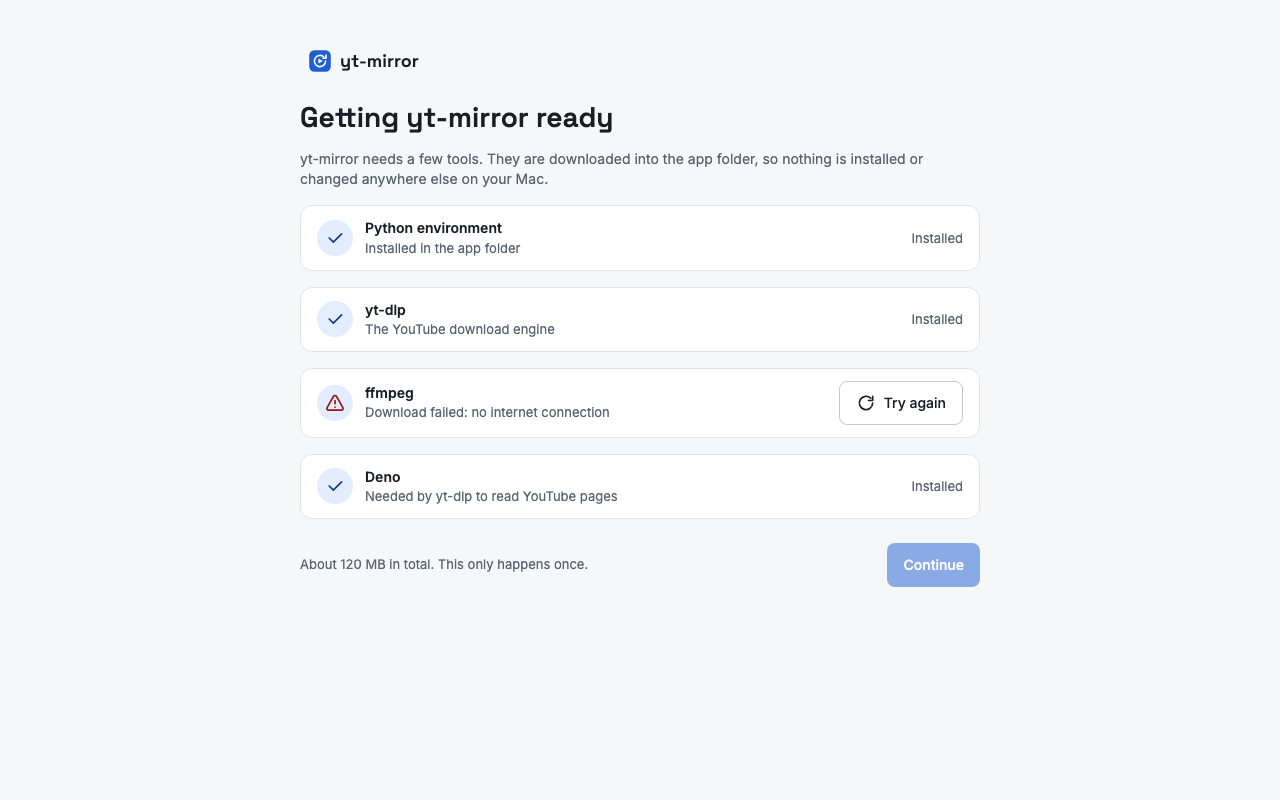 yt-mirror
Getting yt-mirror ready
yt-mirror needs a few tools. They are downloaded into the app folder, so nothing is installed or
changed anywhere else on your Mac.
Python environment
Installed in the app folder
Installed
yt-dlp
The YouTube download engine
Installed
ffmpeg
Download failed: no internet connection
Try again
Deno
Needed by yt-dlp to read YouTube pages
Installed
About 120 MB in total. This only happens once.
Continue